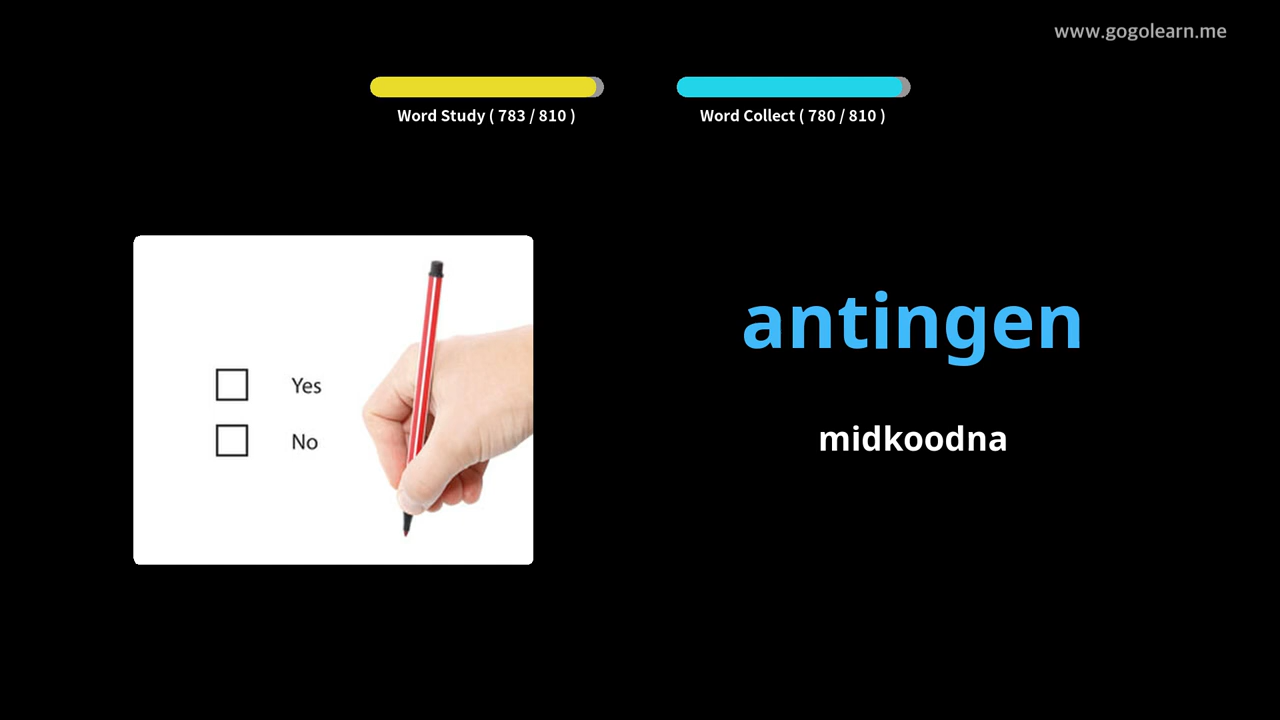 www.gogolearn.me
Word Study ( 783 / 810 )
Word Collect ( 780 / 810 )
Yes
No
antingen
midkoodna